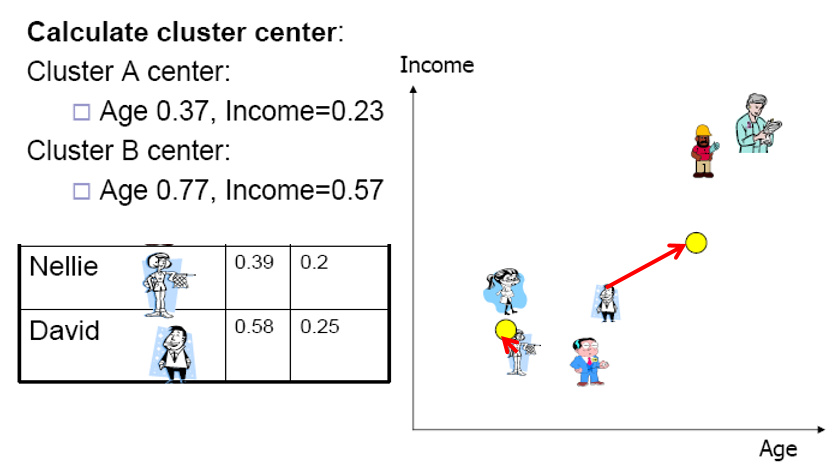 Calculate cluster center:
Cluster A center:
Age 0.37, Income=0.23
Cluster B center:
Age 0.77, Income=0.57
Nellie 0.39 0.2
David 0.58 0.25
Income
Age